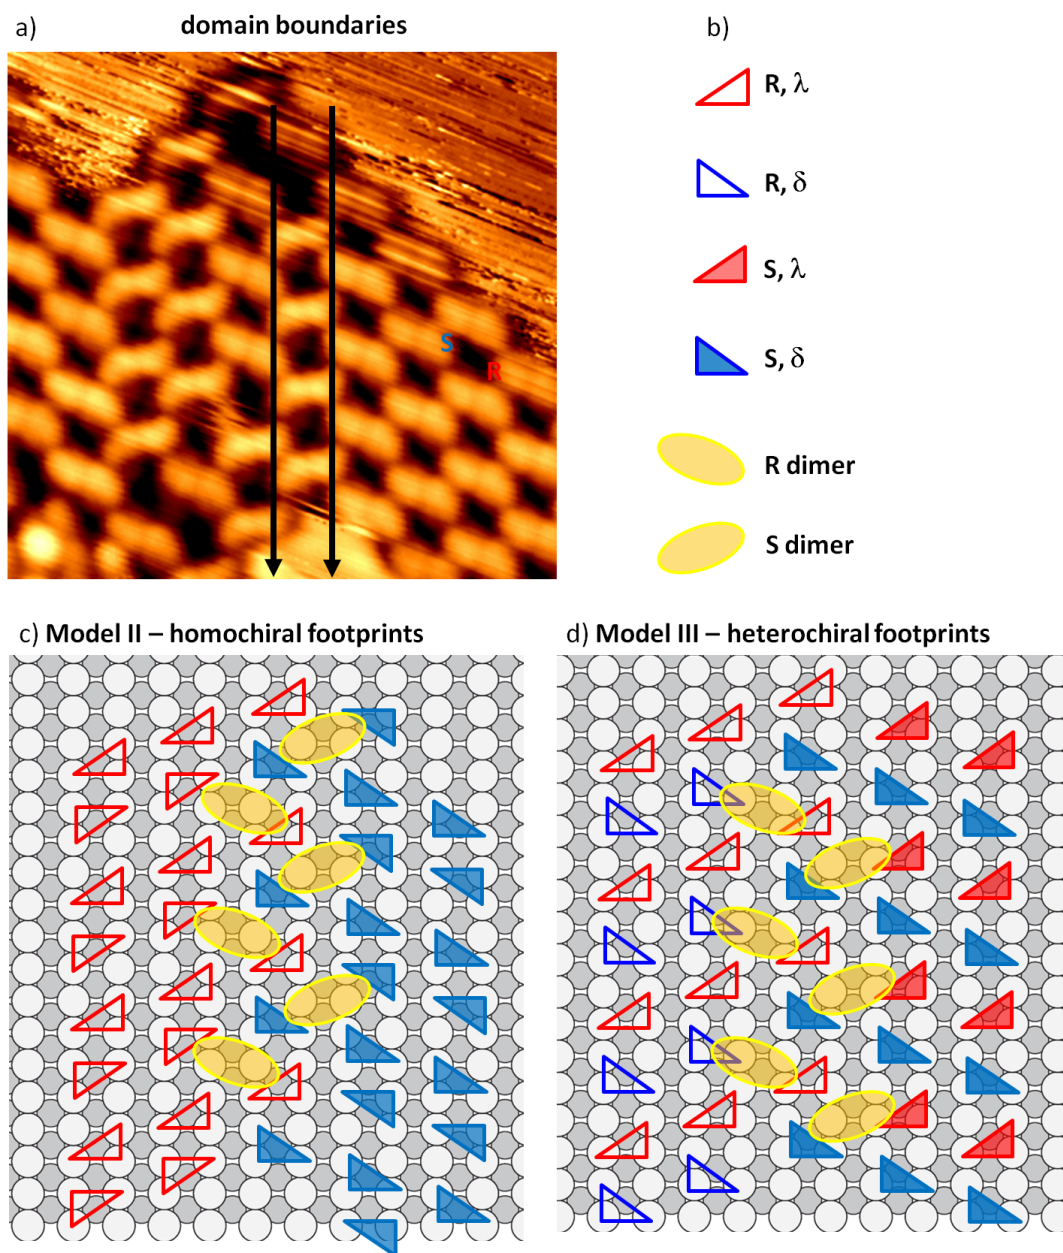 a)
domain boundaries
b)
R, λ
R, δ
S, λ
S
R
S, δ
R dimer
S dimer
c) Model II – homochiral footprints
d) Model III – heterochiral footprints